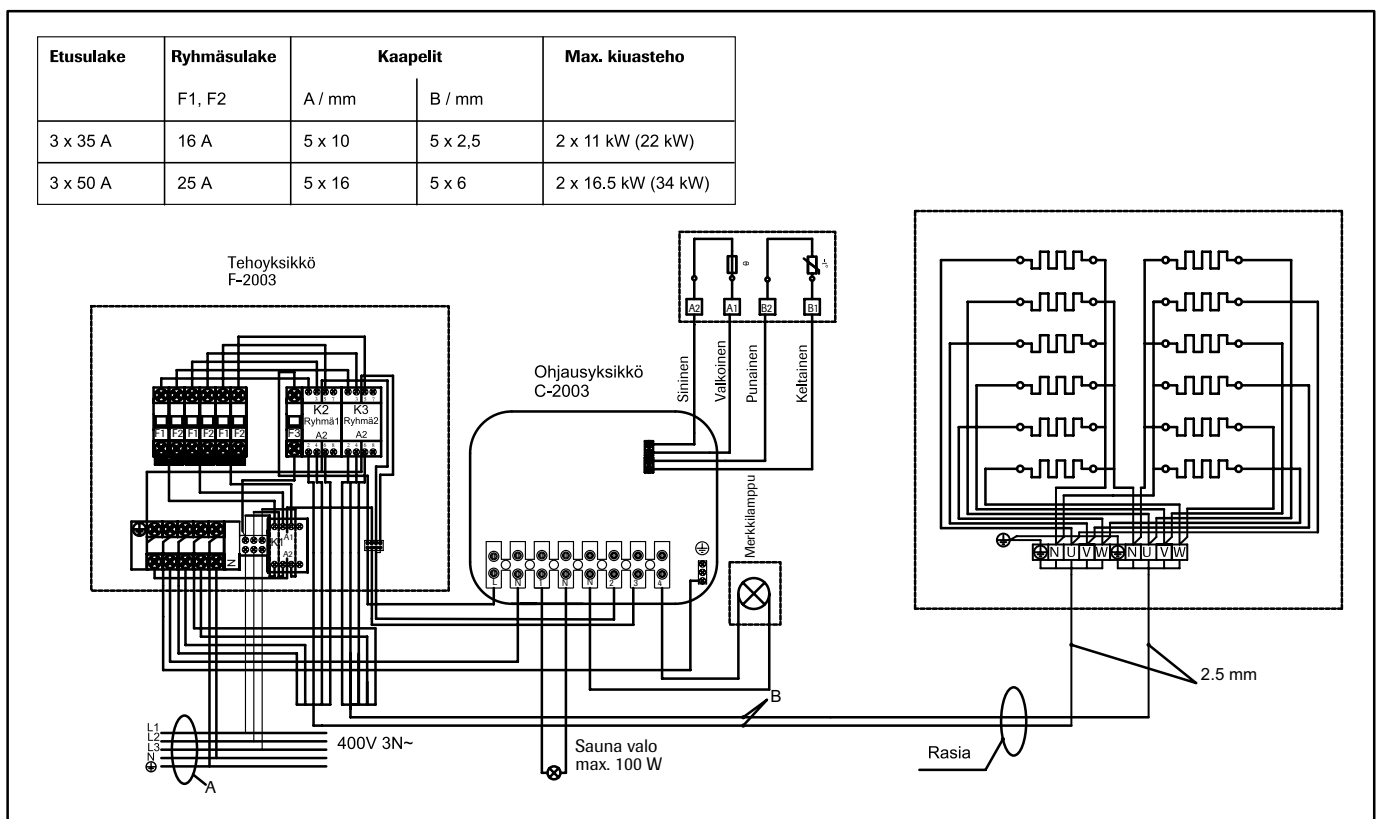 Etusulake Ryhmäsulake Kaapelit Max. kiuasteho
F1, F2 A / mm B / mm
3 x 35 A 16 A 5 x 10 5 x 2,5 2 x 11 kW (22 kW)
3 x 50 A 25 A 5 x 16 5 x 6 2 x 16.5 kW (34 kW)
Tehoyksikkö
F-2003
A2 A1 B2 B1
Sininen
Valkoinen
Punainen
Keltainen
Ohjausyksikkö
C-2003
F1 F2 F1 F2 F1 F2
F3
K2
Ryhmä1
A2
K3
Ryhmä2
A2
N
K1
A1
A2
L N 1 N N 2 3 4
Merkkilamppu
N U V W N U V W
2.5 mm
B
L1
L2
L3
N
400V 3N~
A
Sauna valo
max. 100 W
Rasia